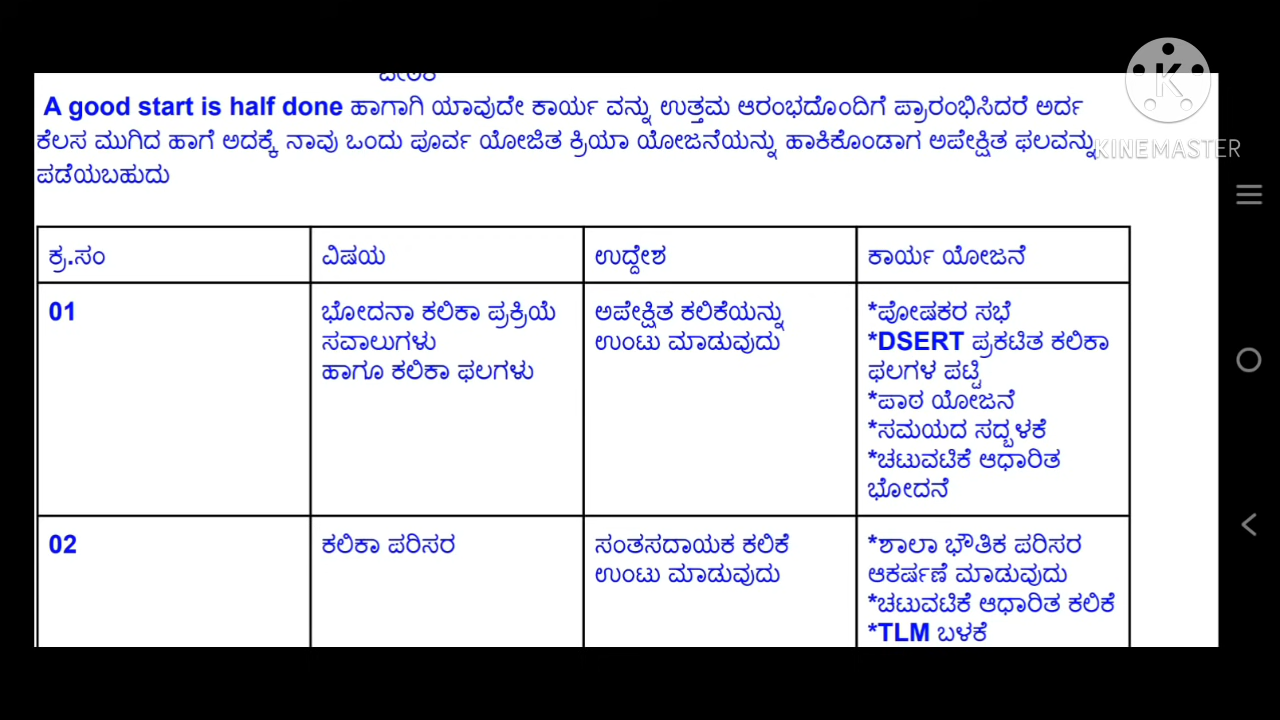 A good start is half done ಹಾಗಾಗಿ ಯಾವುದೇ ಕಾರ್ಯ ವನ್ನು ಉತ್ತಮ ಆರಂಭದೊಂದಿಗೆ ಪ್ರಾರಂಭಿಸಿದರೆ ಅರ್ದ
ಕೆಲಸ ಮುಗಿದ ಹಾಗೆ ಅದಕ್ಕೆ ನಾವು ಒಂದು ಪೂರ್ವ ಯೋಜಿತ ಕ್ರಿಯಾ ಯೋಜನೆಯನ್ನು ಹಾಕಿಕೊಂಡಾಗ ಅಪೇಕ್ಷಿತ ಫಲವನ್ನು
ಪಡೆಯಬಹುದು
K
KINEMASTER
ಕ್ರ.ಸಂ
ವಿಷಯ
ಉದ್ದೇಶ
ಕಾರ್ಯ ಯೋಜನೆ
01
ಭೋದನಾ ಕಲಿಕಾ ಪ್ರಕ್ರಿಯೆ
ಸವಾಲುಗಳು
ಹಾಗೂ ಕಲಿಕಾ ಫಲಗಳು
ಅಪೇಕ್ಷಿತ ಕಲಿಕೆಯನ್ನು
ಉಂಟು ಮಾಡುವುದು
*ಪೋಷಕರ ಸಭೆ
*DSERT ಪ್ರಕಟಿತ ಕಲಿಕಾ
ಫಲಗಳ ಪಟ್ಟಿ
*ಪಾಠ ಯೋಜನೆ
*ಸಮಯದ ಸದ್ಬಳಕೆ
*ಚಟುವಟಿಕೆ ಆಧಾರಿತ
ಭೋದನೆ
02
ಕಲಿಕಾ ಪರಿಸರ
ಸಂತಸದಾಯಕ ಕಲಿಕೆ
ಉಂಟು ಮಾಡುವುದು
*ಶಾಲಾ ಭೌತಿಕ ಪರಿಸರ
ಆಕರ್ಷಣೆ ಮಾಡುವುದು
*ಚಟುವಟಿಕೆ ಆಧಾರಿತ ಕಲಿಕೆ
*TLM ಬಳಕೆ